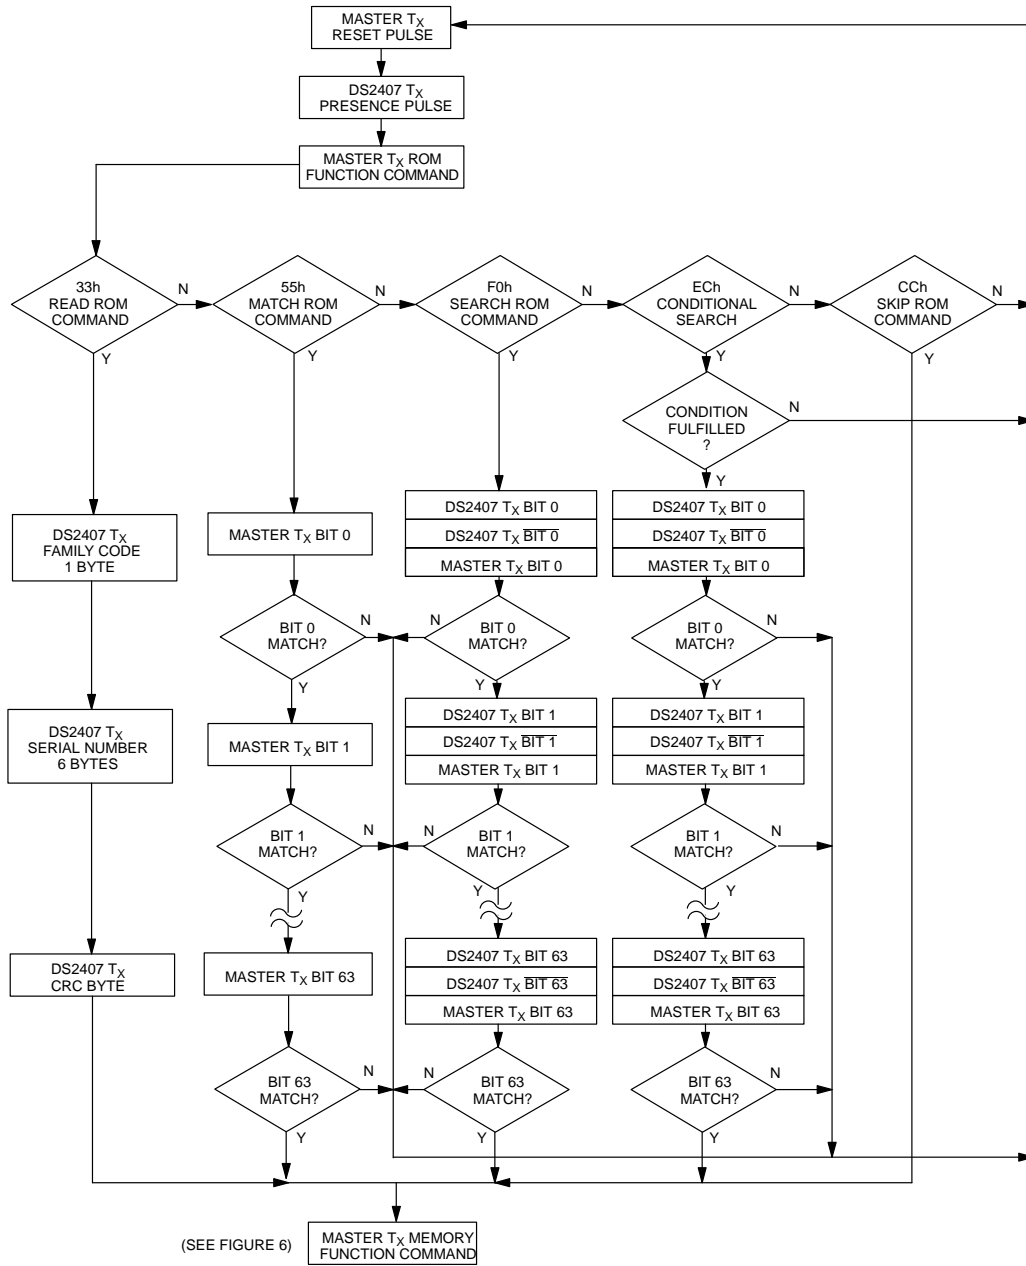 MASTER TX
RESET PULSE
DS2407 TX
PRESENCE PULSE
MASTER TX ROM
FUNCTION COMMAND
33h
READ ROM
COMMAND
N
Y
55h
MATCH ROM
COMMAND
N
Y
F0h
SEARCH ROM
COMMAND
N
Y
ECh
CONDITIONAL
SEARCH
N
Y
CCh
SKIP ROM
COMMAND
N
Y
CONDITION
FULFILLED
?
N
Y
DS2407 TX
FAMILY CODE
1 BYTE
DS2407 TX
SERIAL NUMBER
6 BYTES
DS2407 TX
CRC BYTE
MASTER TX BIT 0
BIT 0
MATCH?
N
Y
MASTER TX BIT 1
BIT 1
MATCH?
N
Y
MASTER TX BIT 63
BIT 63
MATCH?
N
Y
DS2407 TX BIT 0
DS2407 TX B̅I̅T̅ ̅0̅
MASTER TX BIT 0
BIT 0
MATCH?
N
Y
DS2407 TX BIT 1
DS2407 TX B̅I̅T̅ ̅1̅
MASTER TX BIT 1
BIT 1
MATCH?
N
Y
DS2407 TX BIT 63
DS2407 TX B̅I̅T̅ ̅6̅3̅
MASTER TX BIT 63
BIT 63
MATCH?
N
Y
DS2407 TX BIT 0
DS2407 TX B̅I̅T̅ ̅0̅
MASTER TX BIT 0
BIT 0
MATCH?
N
Y
DS2407 TX BIT 1
DS2407 TX B̅I̅T̅ ̅1̅
MASTER TX BIT 1
BIT 1
MATCH?
N
Y
DS2407 TX BIT 63
DS2407 TX B̅I̅T̅ ̅6̅3̅
MASTER TX BIT 63
BIT 63
MATCH?
N
Y
(SEE FIGURE 6)
MASTER TX MEMORY
FUNCTION COMMAND